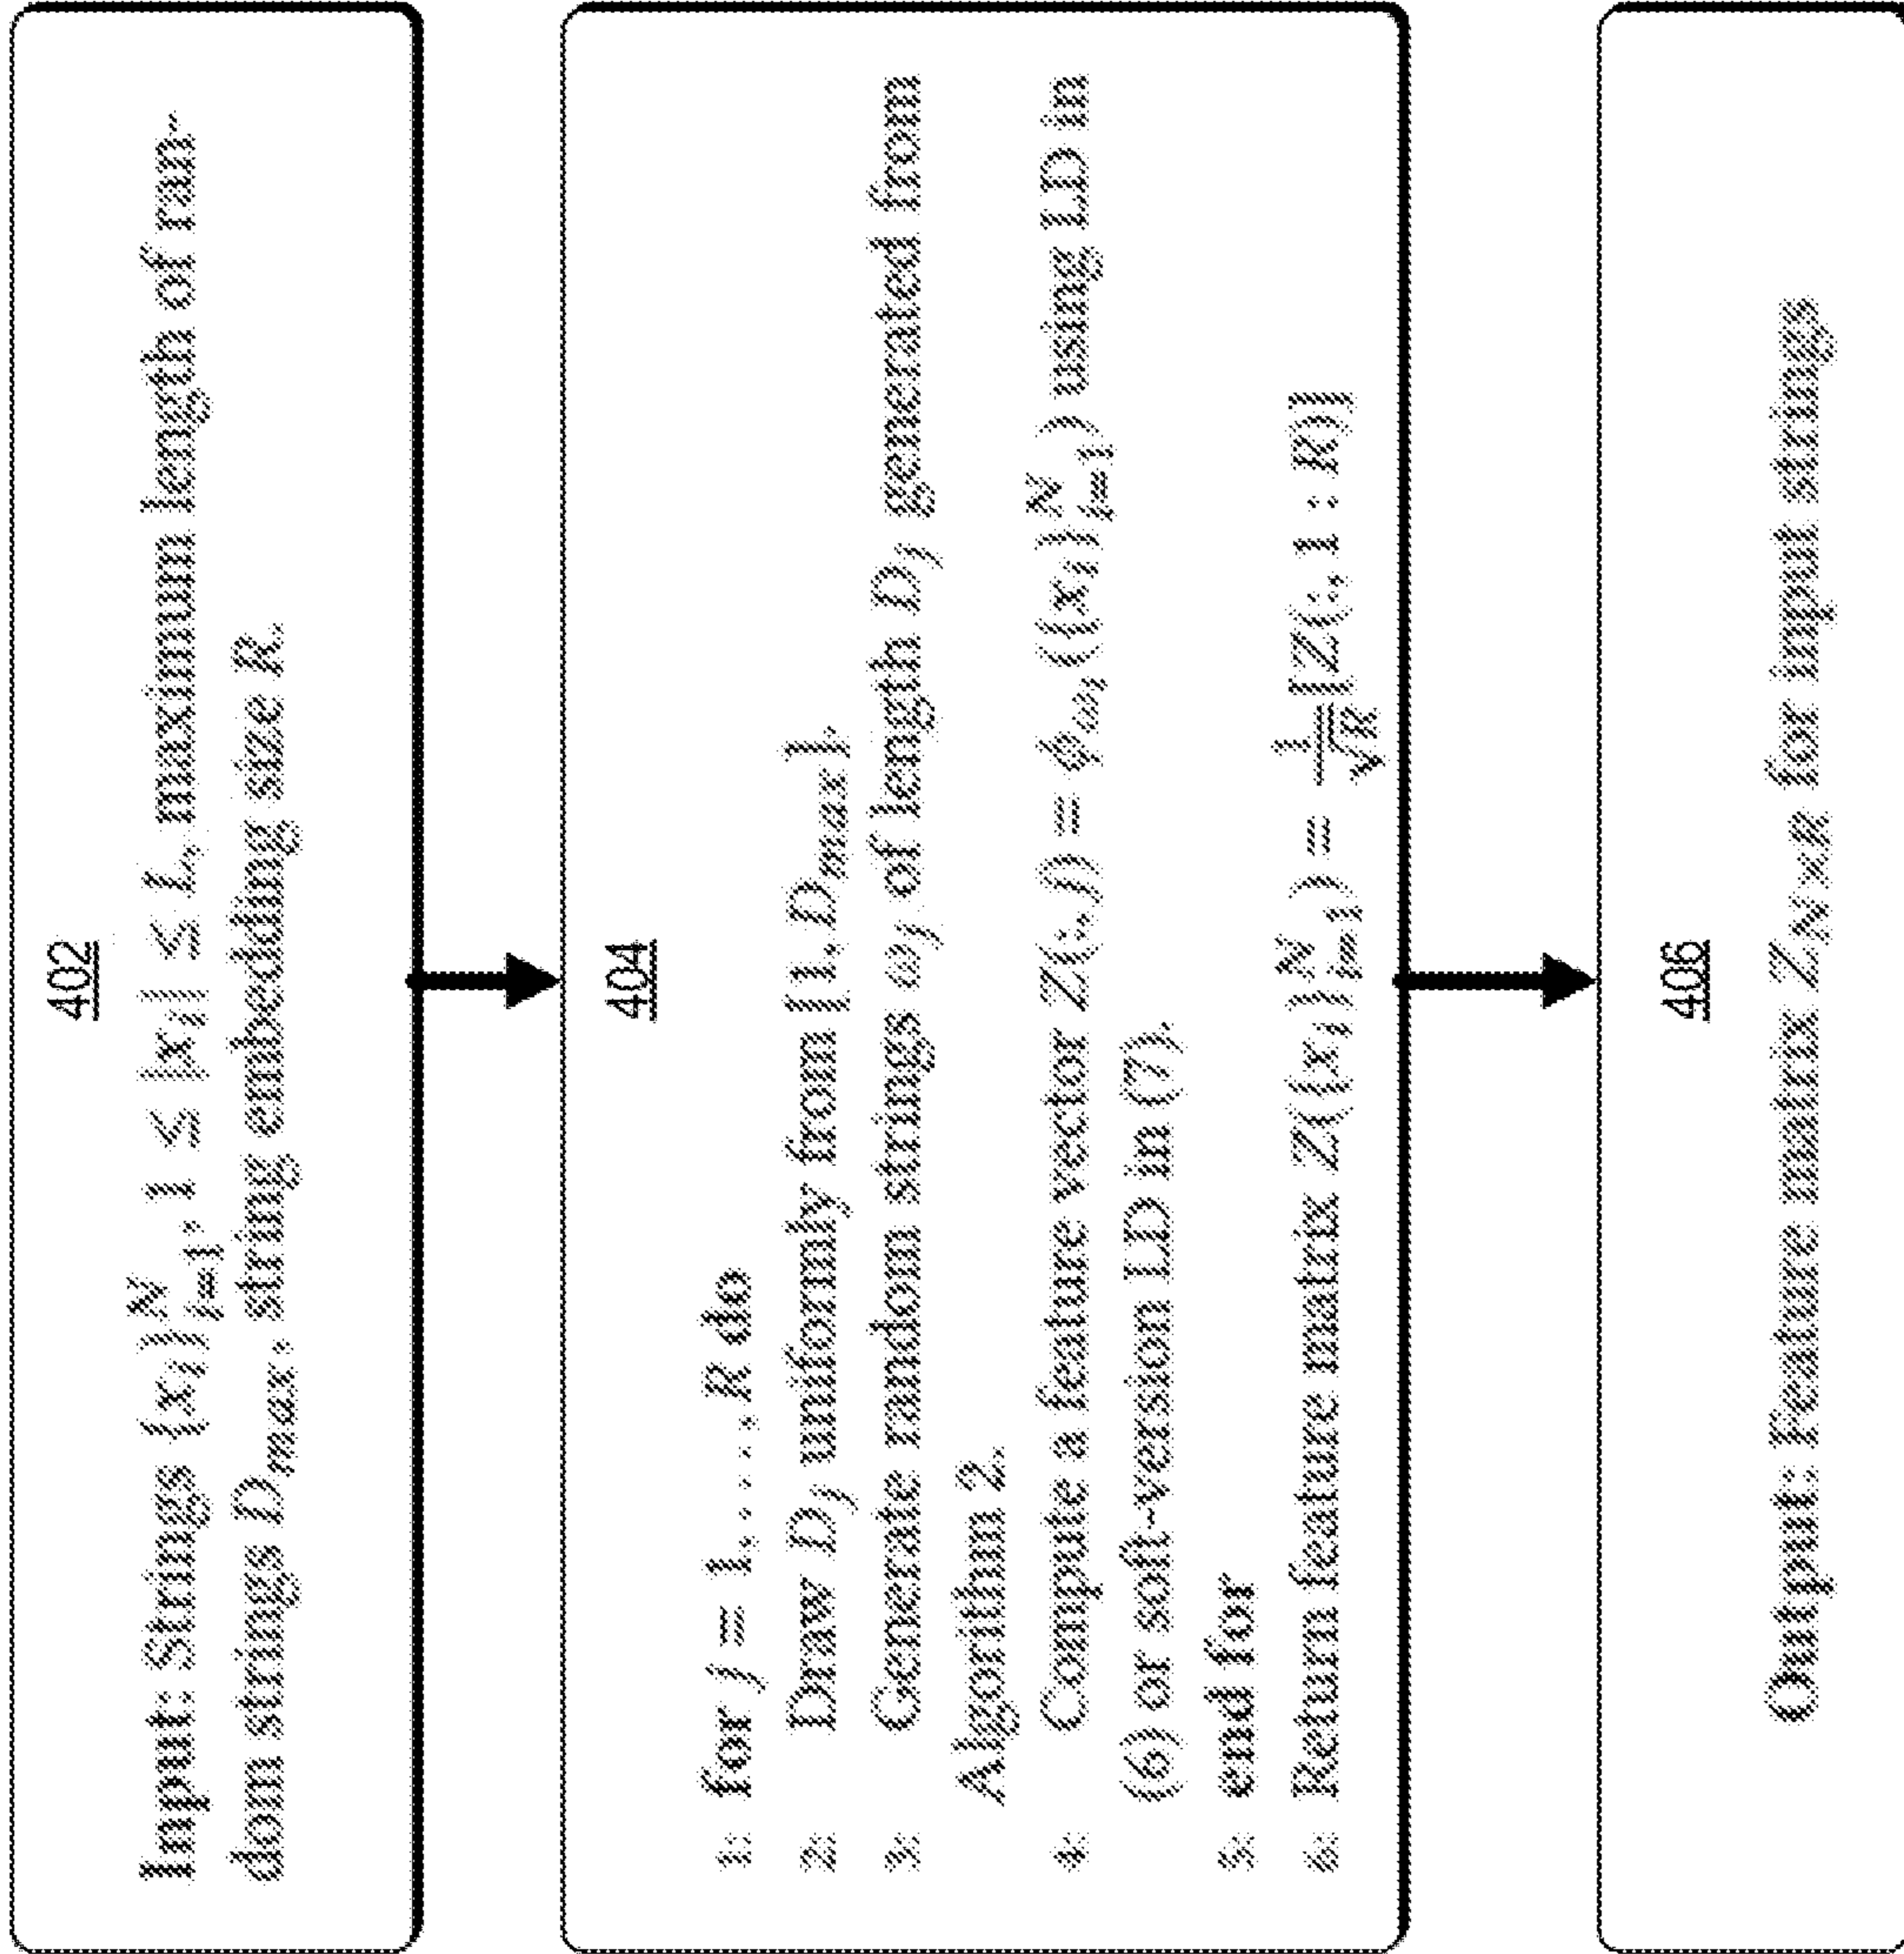 402
Input: Strings {x_i}_{i=1}^N, 1 ≤ |x_i| ≤ L, maximum length of ran-
dom strings D_max, string embedding size R.
404
1: for j = 1, . . . , R do
2: Draw D_j uniformly from [1, D_max].
3: Generate random strings ω_j of length D_j generated from
Algorithm 2.
4: Compute a feature vector Z(:, j) = ϕ_{ω_j}({x_i}_{i=1}^N) using LD in
(6) or soft-version LD in (7).
5: end for
6: Return feature matrix Z({x_i}_{i=1}^N) = \frac{1}{\sqrt{R}}[Z(:, 1 : R)]
406
Output: Feature matrix Z_{N×R} for input strings